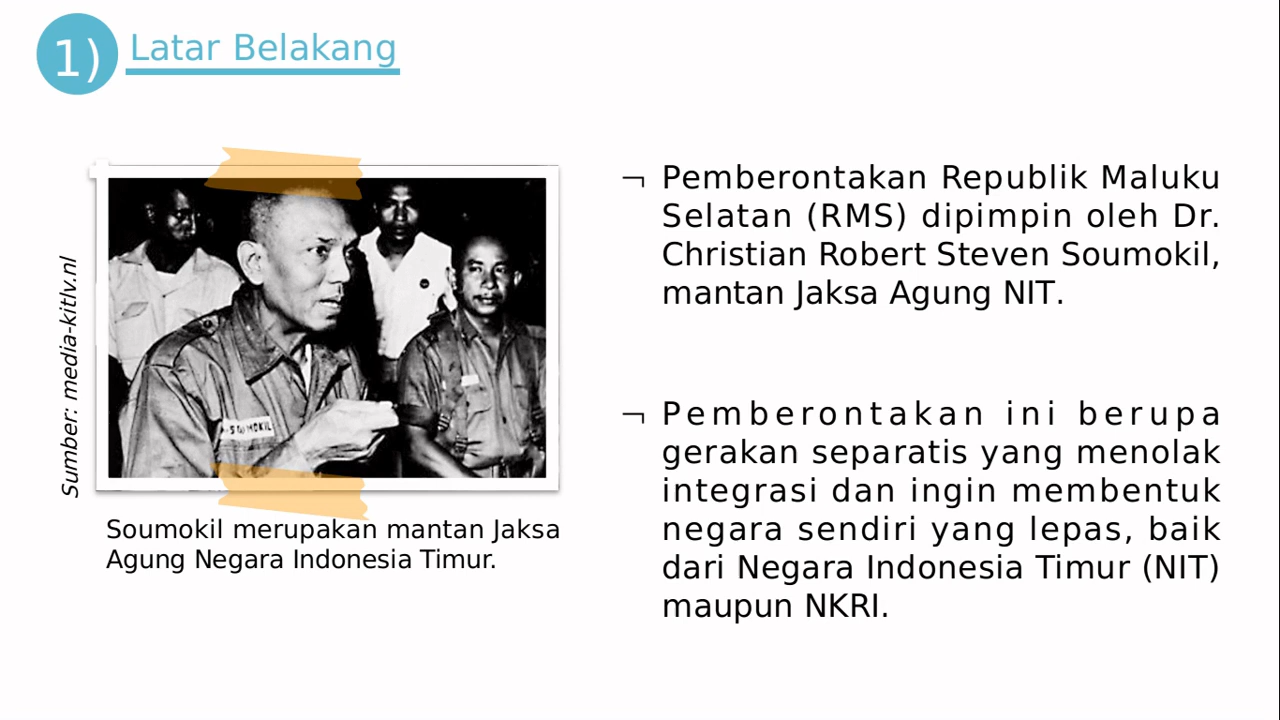 1)
Latar Belakang
Sumber: media-kitlv.nl
SOUMOKIL
Soumokil merupakan mantan Jaksa
Agung Negara Indonesia Timur.
¬ Pemberontakan Republik Maluku
Selatan (RMS) dipimpin oleh Dr.
Christian Robert Steven Soumokil,
mantan Jaksa Agung NIT.
¬ Pemberontakan ini berupa
gerakan separatis yang menolak
integrasi dan ingin membentuk
negara sendiri yang lepas, baik
dari Negara Indonesia Timur (NIT)
maupun NKRI.